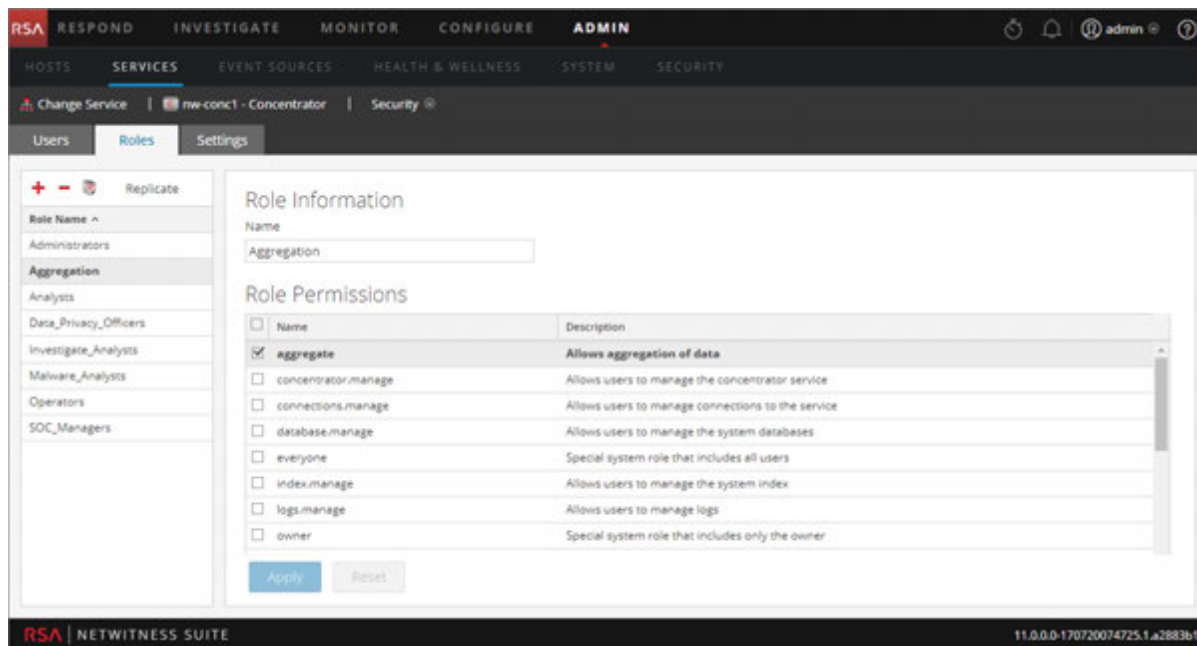 RSA RESPOND INVESTIGATE MONITOR CONFIGURE ADMIN admin ?
HOSTS SERVICES EVENT SOURCES HEALTH & WELLNESS SYSTEM SECURITY
Change Service | nw-conc1 - Concentrator | Security
Users Roles Settings
Replicate
Role Name
Administrators
Aggregation
Analysts
Data_Privacy_Officers
Investigate_Analysts
Malware_Analysts
Operators
SOC_Managers
Role Information
Name
Aggregation
Role Permissions
Name Description
aggregate Allows aggregation of data
concentrator.manage Allows users to manage the concentrator service
connections.manage Allows users to manage connections to the service
database.manage Allows users to manage the system databases
everyone Special system role that includes all users
index.manage Allows users to manage the system index
logs.manage Allows users to manage logs
owner Special system role that includes only the owner
Apply Reset
RSA | NETWITNESS SUITE 11.0.0.0-170720074725.1.a2883b1